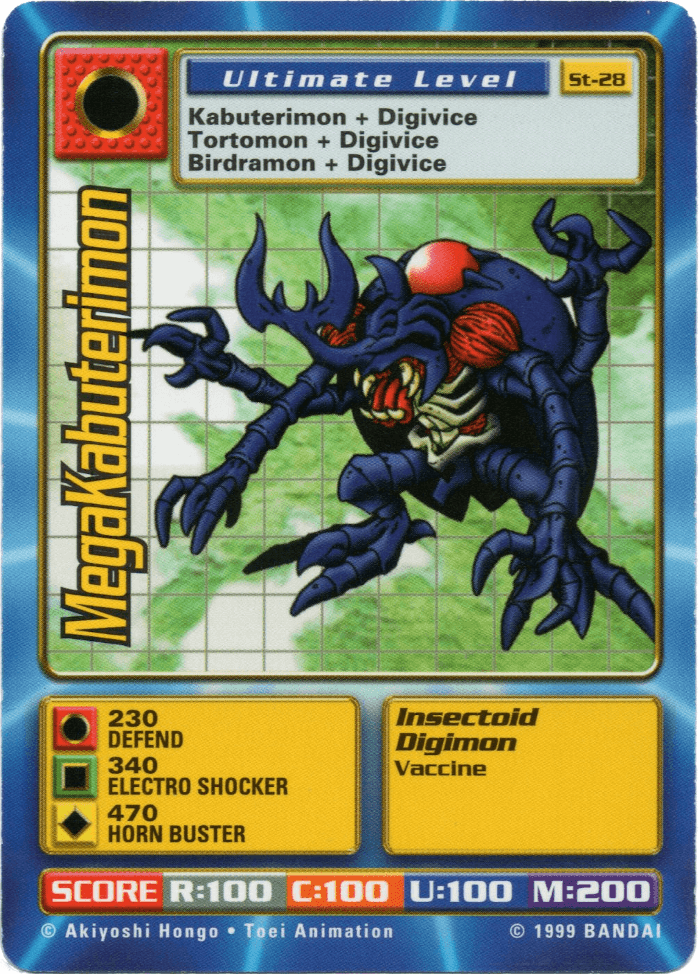 Ultimate Level
St-28
Kabuterimon + Digivice
Tortomon + Digivice
Birdramon + Digivice
MegaKabuterimon
230
DEFEND
340
ELECTRO SHOCKER
470
HORN BUSTER
Insectoid
Digimon
Vaccine
SCORE R:100 C:100 U:100 M:200
© Akiyoshi Hongo • Toei Animation
© 1999 BANDAI